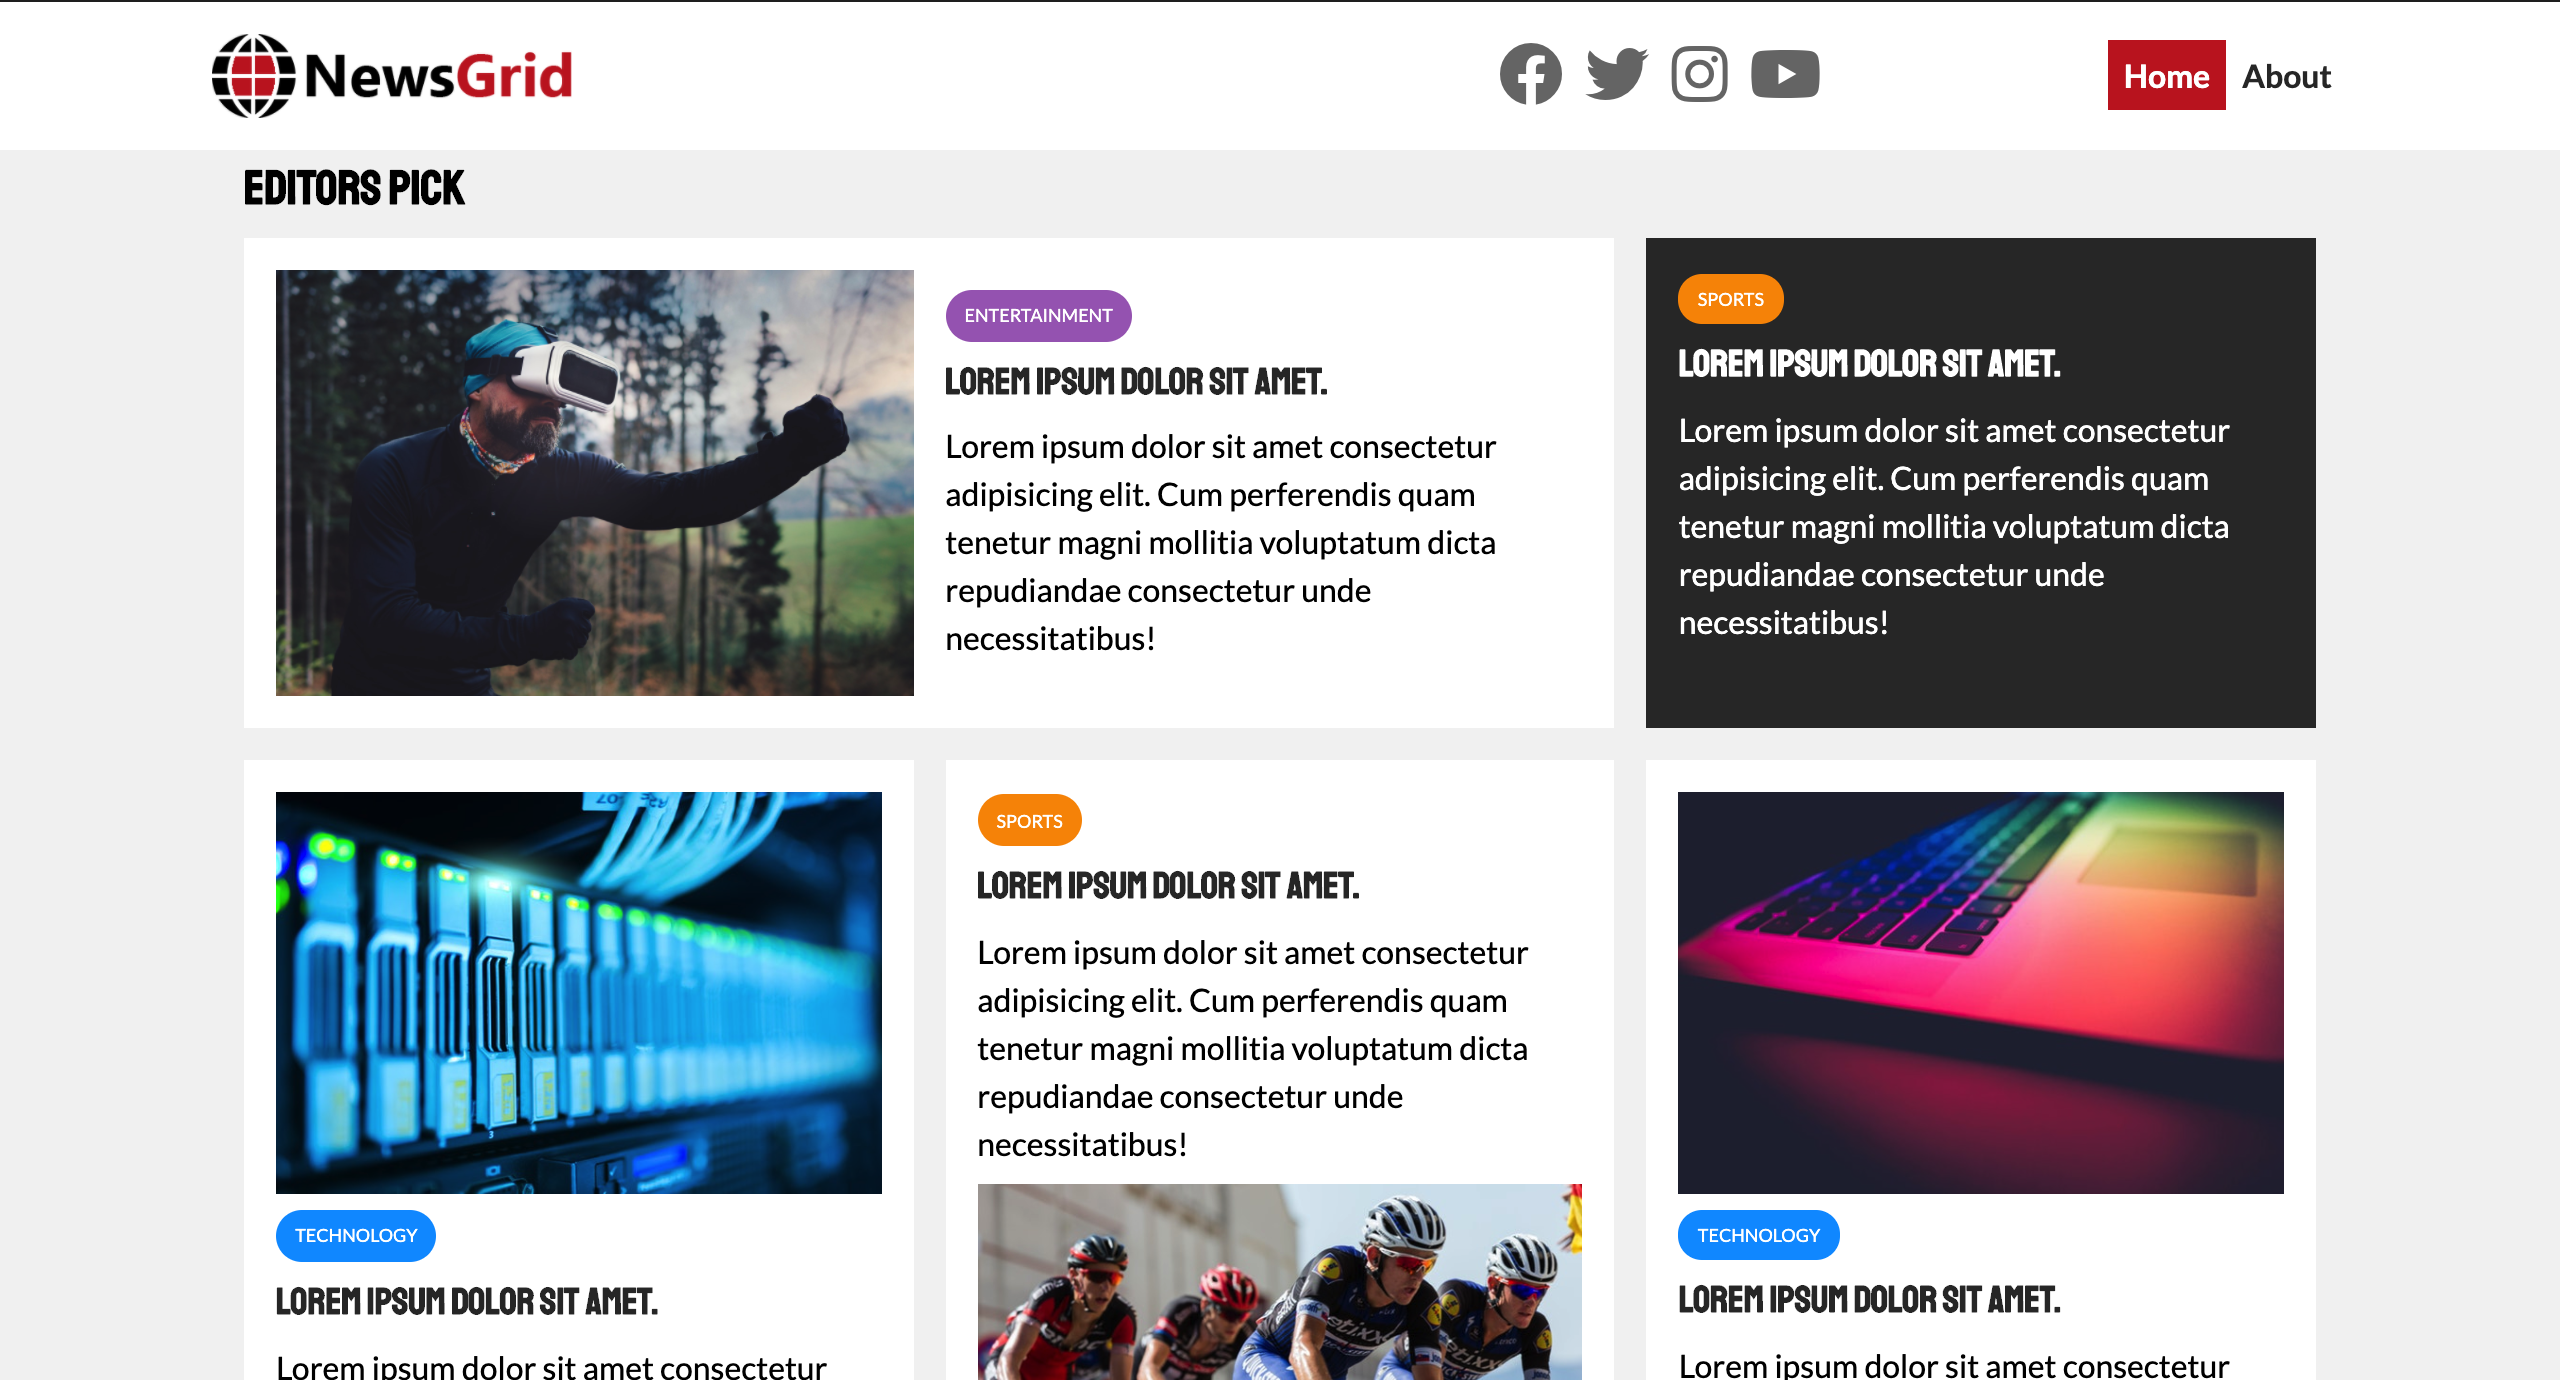 NewsGrid
Home About
EDITORS PICK
ENTERTAINMENT
LOREM IPSUM DOLOR SIT AMET.
Lorem ipsum dolor sit amet consectetur
adipisicing elit. Cum perferendis quam
tenetur magni mollitia voluptatum dicta
repudiandae consectetur unde
necessitatibus!
SPORTS
LOREM IPSUM DOLOR SIT AMET.
Lorem ipsum dolor sit amet consectetur
adipisicing elit. Cum perferendis quam
tenetur magni mollitia voluptatum dicta
repudiandae consectetur unde
necessitatibus!
TECHNOLOGY
LOREM IPSUM DOLOR SIT AMET.
Lorem ipsum dolor sit amet consectetur
SPORTS
LOREM IPSUM DOLOR SIT AMET.
Lorem ipsum dolor sit amet consectetur
adipisicing elit. Cum perferendis quam
tenetur magni mollitia voluptatum dicta
repudiandae consectetur unde
necessitatibus!
TECHNOLOGY
LOREM IPSUM DOLOR SIT AMET.
Lorem ipsum dolor sit amet consectetur